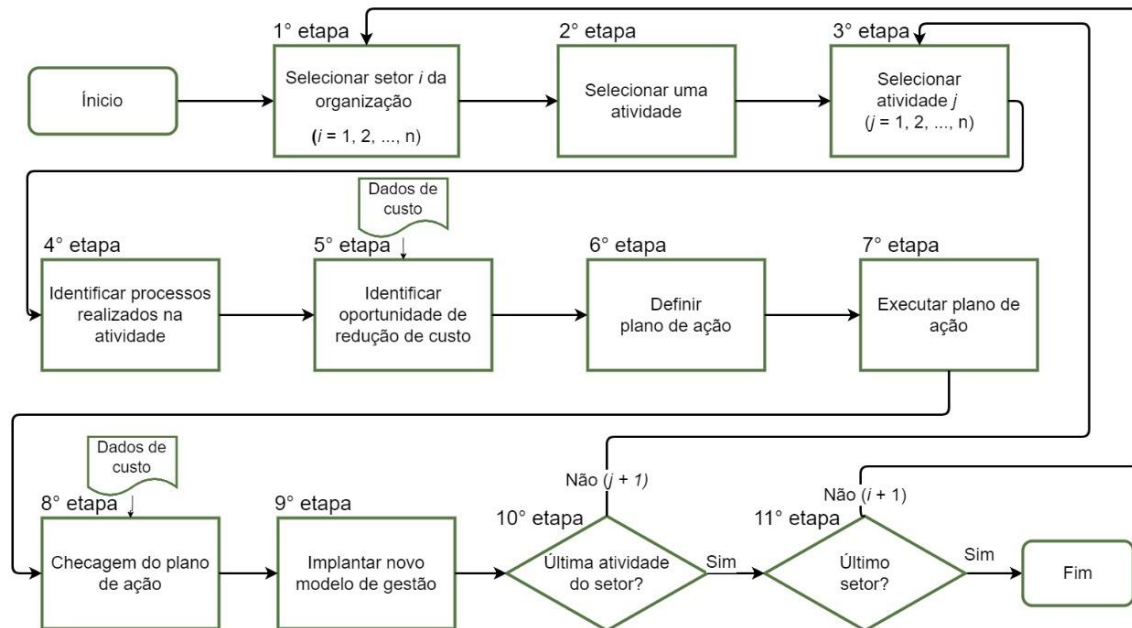 1° etapa
2° etapa
3° etapa
Ínicio
Selecionar setor i da
organização
(i = 1, 2, ..., n)
Selecionar uma
atividade
Selecionar
atividade j
(j = 1, 2, ..., n)
Dados de
custo
4° etapa
5° etapa
6° etapa
7° etapa
Identificar processos
realizados na
atividade
Identificar
oportunidade de
redução de custo
Definir
plano de ação
Executar plano de
ação
Dados de
custo
Não (j + 1)
Não (i + 1)
8° etapa
9° etapa
10° etapa
11° etapa
Checagem do plano
de ação
Implantar novo
modelo de gestão
Última atividade
do setor?
Sim
Último
setor?
Sim
Fim